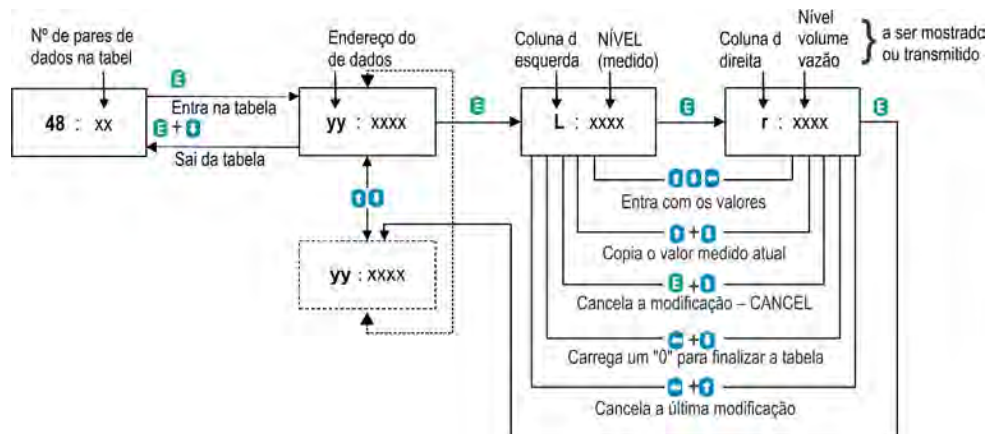 Nº de pares de
dados na tabel
Endereço do
de dados
Coluna d
esquerda
NÍVEL
(medido)
Coluna d
direita
Nível
volume
vazão
a ser mostrado
ou transmitido
E
Entra na tabela
E +
Sai da tabela
48 : xx
yy : xxxx
E
L : xxxx
E
r : xxxx
E
Entra com os valores
+
Copia o valor medido atual
yy : xxxx
E +
Cancela a modificação – CANCEL
+
Carrega um "0" para finalizar a tabela
+
Cancela a última modificação